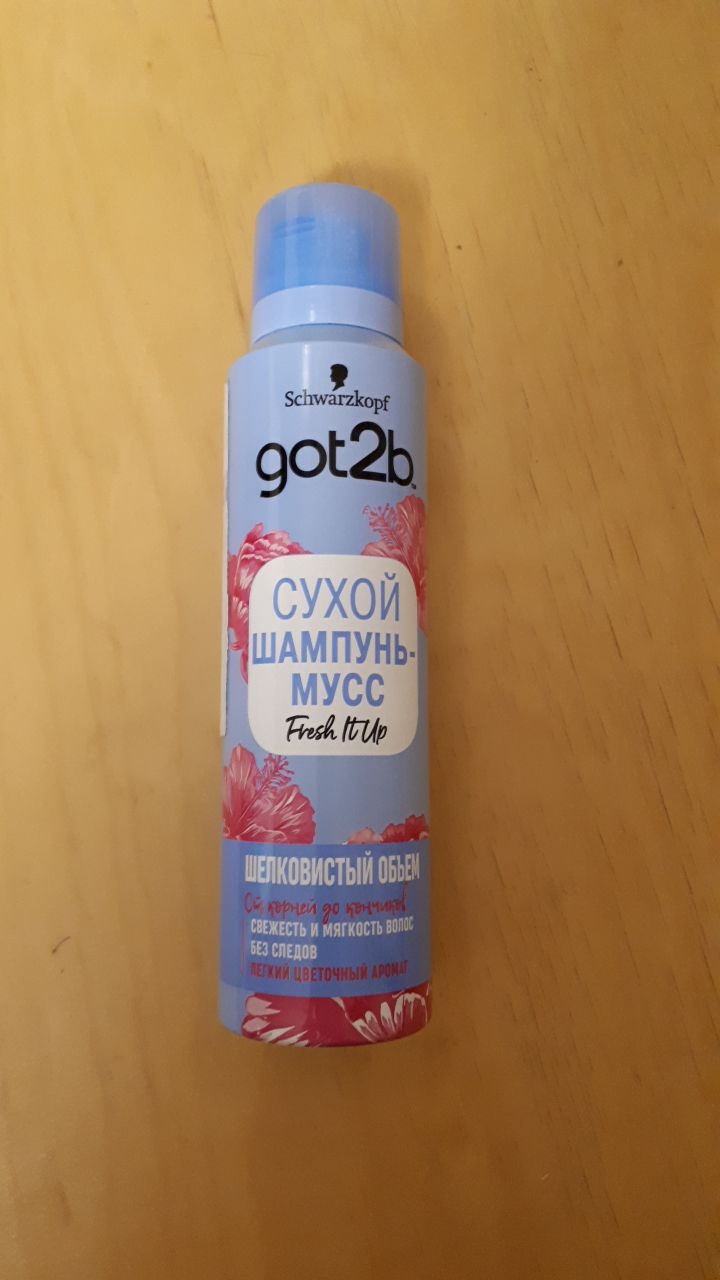 Schwarzkopf
got2b
СУХОЙ
ШАМПУНЬ-
МУСС
Fresh It Up
ШЕЛКОВИСТЫЙ ОБЪЕМ
От корней до кончиков
СВЕЖЕСТЬ И МЯГКОСТЬ ВОЛОС
БЕЗ СЛЕДОВ
ЛЕГКИЙ ЦВЕТОЧНЫЙ АРОМАТ